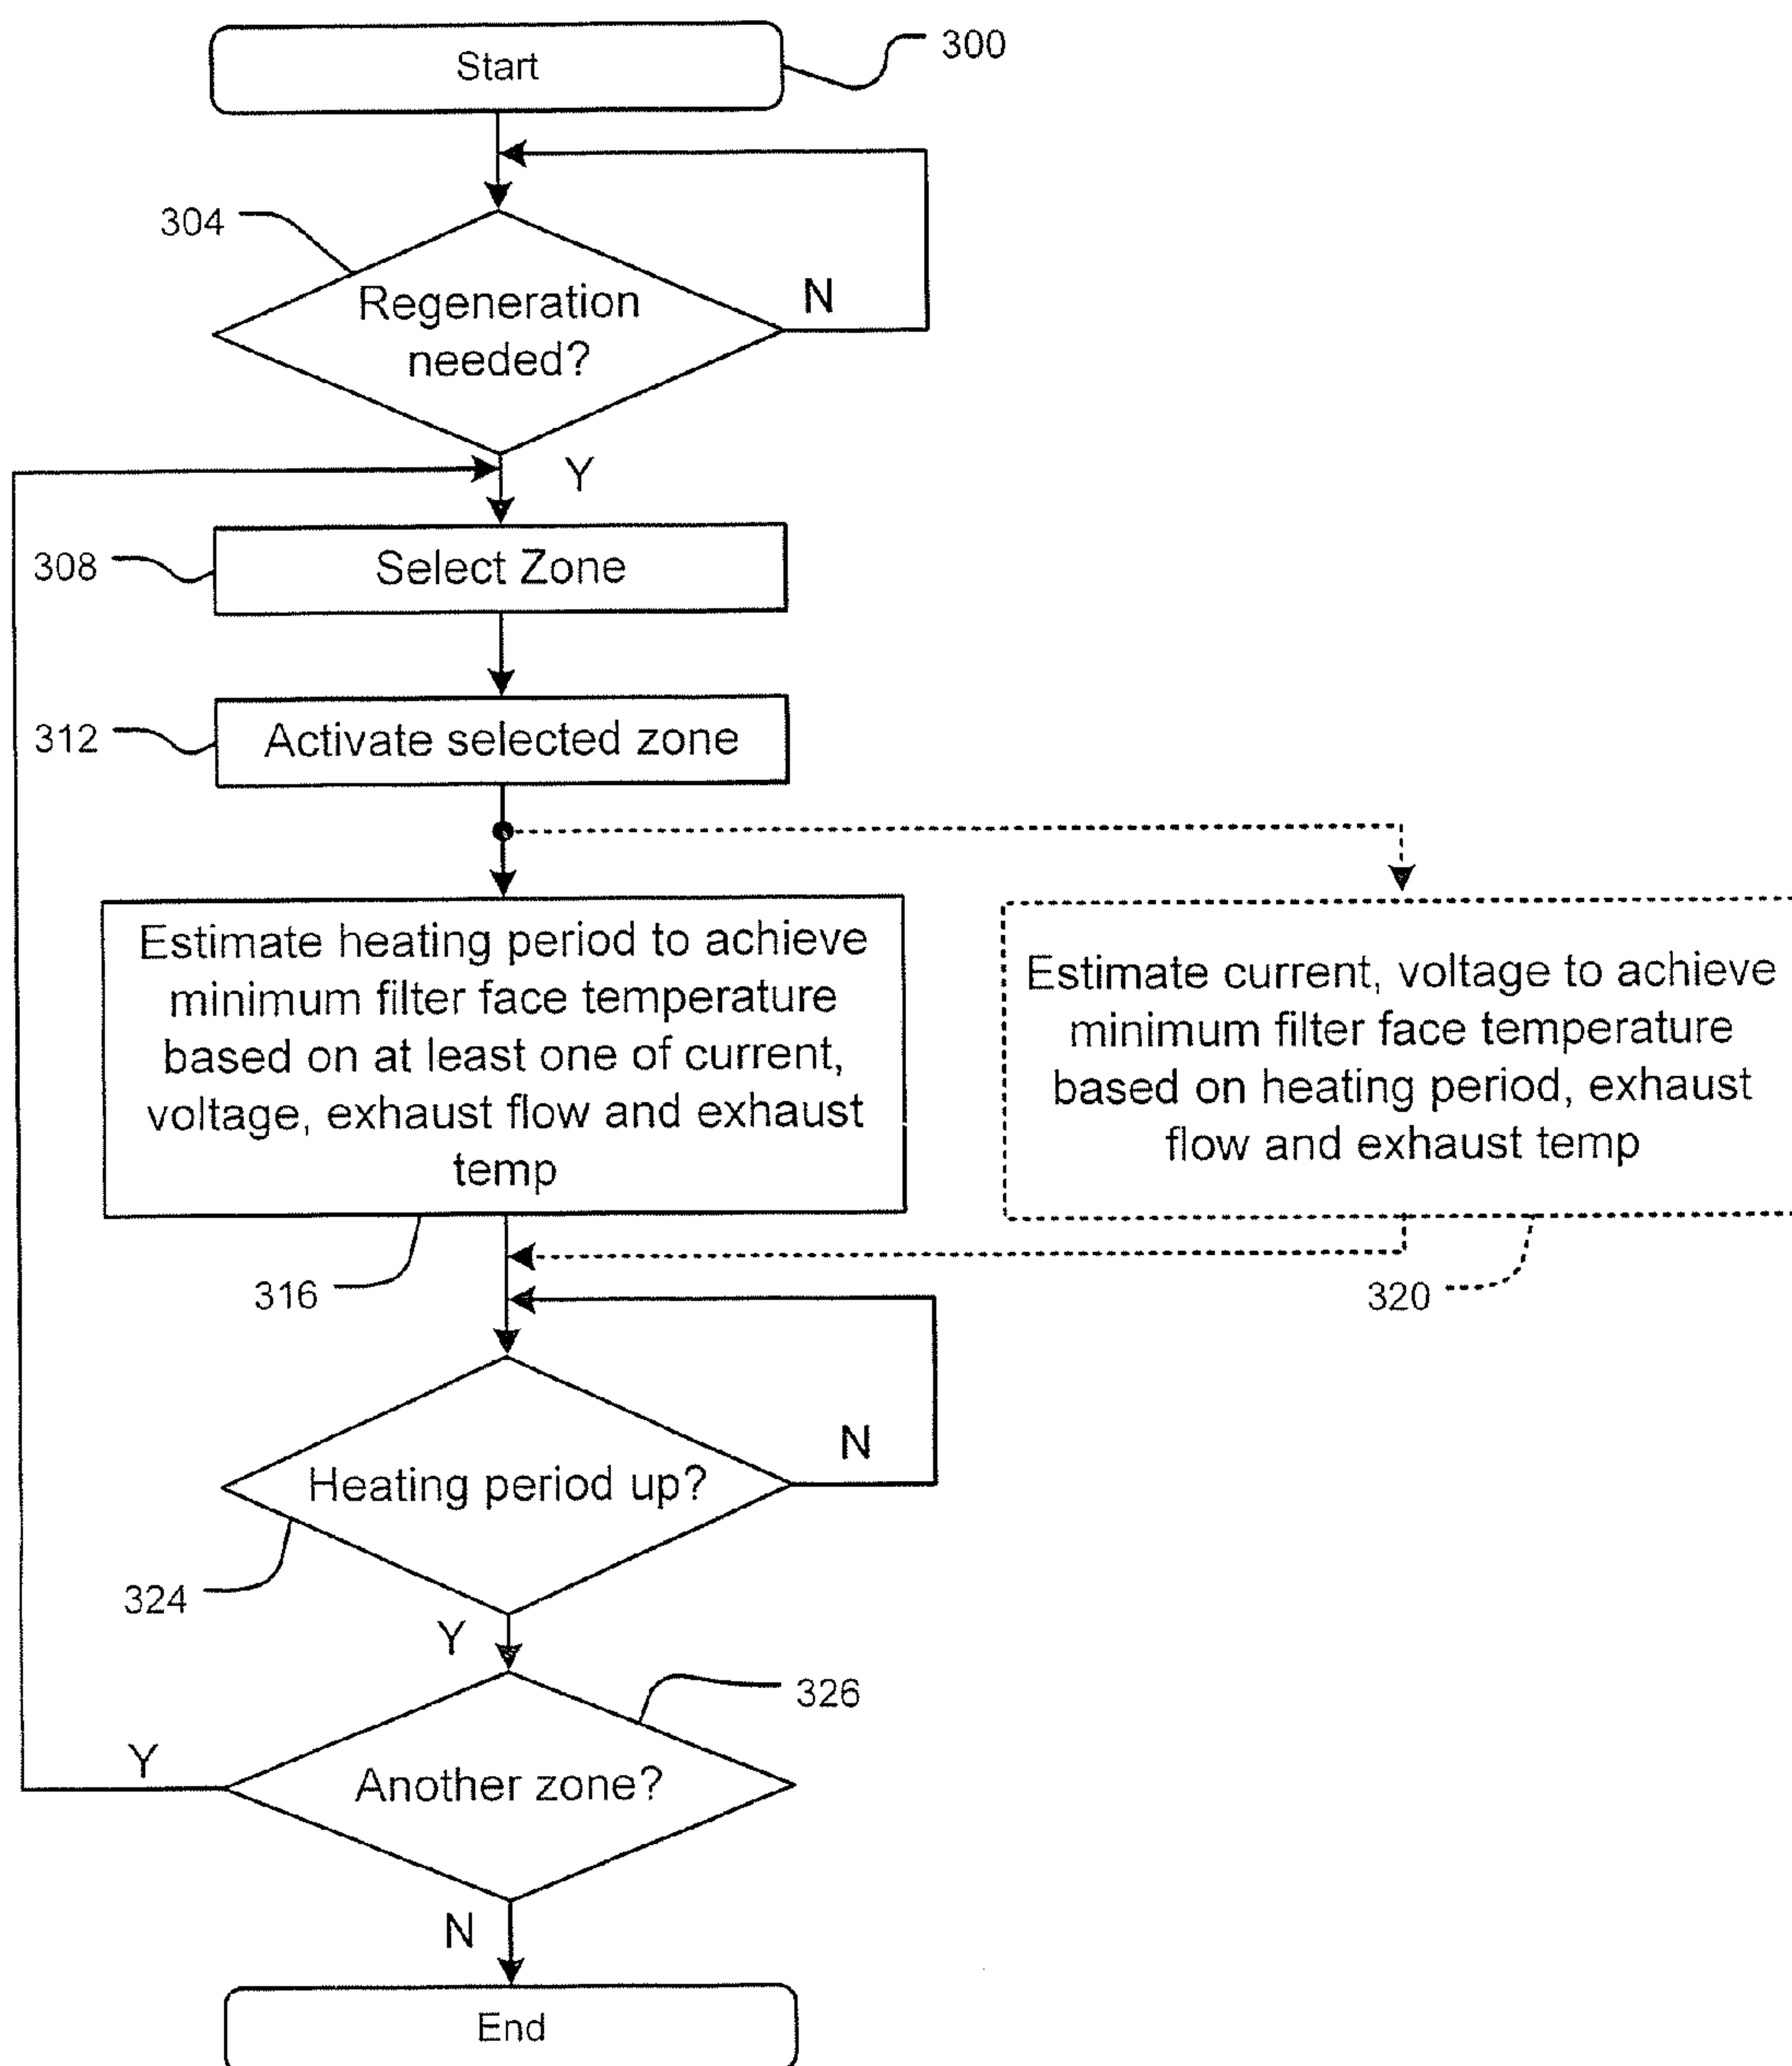 Start
300
304
Regeneration
needed?
N
Y
308
Select Zone
312
Activate selected zone
Estimate heating period to achieve
minimum filter face temperature
based on at least one of current,
voltage, exhaust flow and exhaust
temp
Estimate current, voltage to achieve
minimum filter face temperature
based on heating period, exhaust
flow and exhaust temp
316
320
N
Heating period up?
324
Y
326
Y
Another zone?
N
End